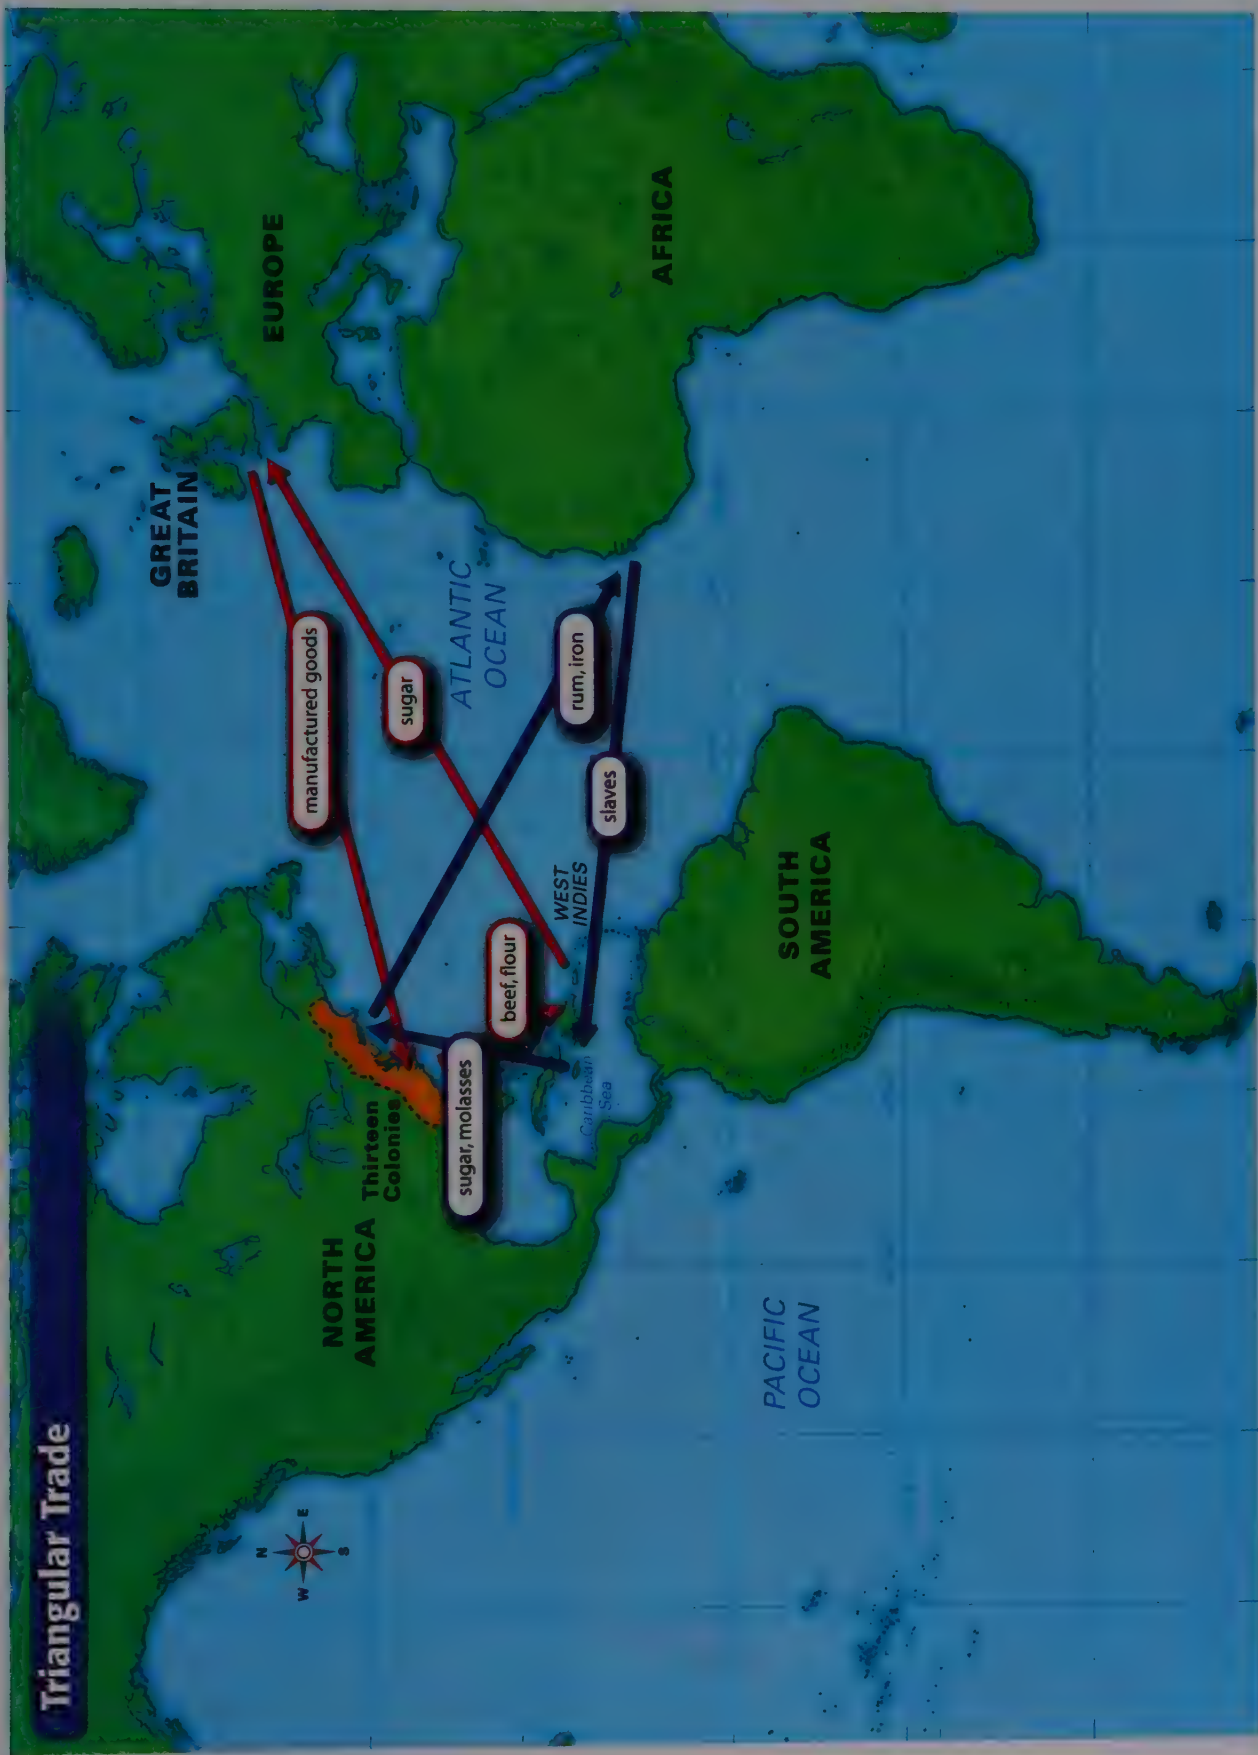 Triangular Trade
GREAT
BRITAIN
EUROPE
manufactured goods
sugar
ATLANTIC
OCEAN
NORTH
AMERICA
Thirteen
Colonies
sugar, molasses
beef, flour
WEST
INDIES
rum, iron
slaves
AFRICA
Caribbean
Sea
SOUTH
AMERICA
PACIFIC
OCEAN
N
W
E
S